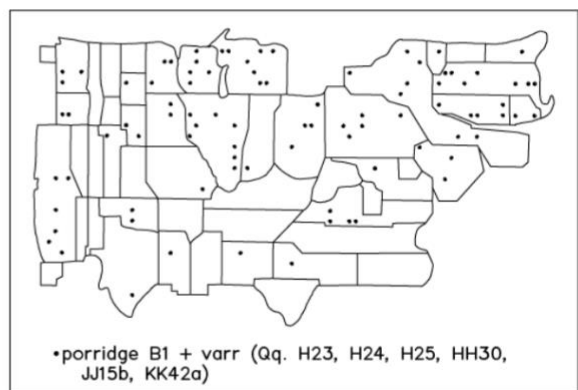 •porridge B1 + varr (Qq. H23, H24, H25, HH30,
JJ15b, KK42a)